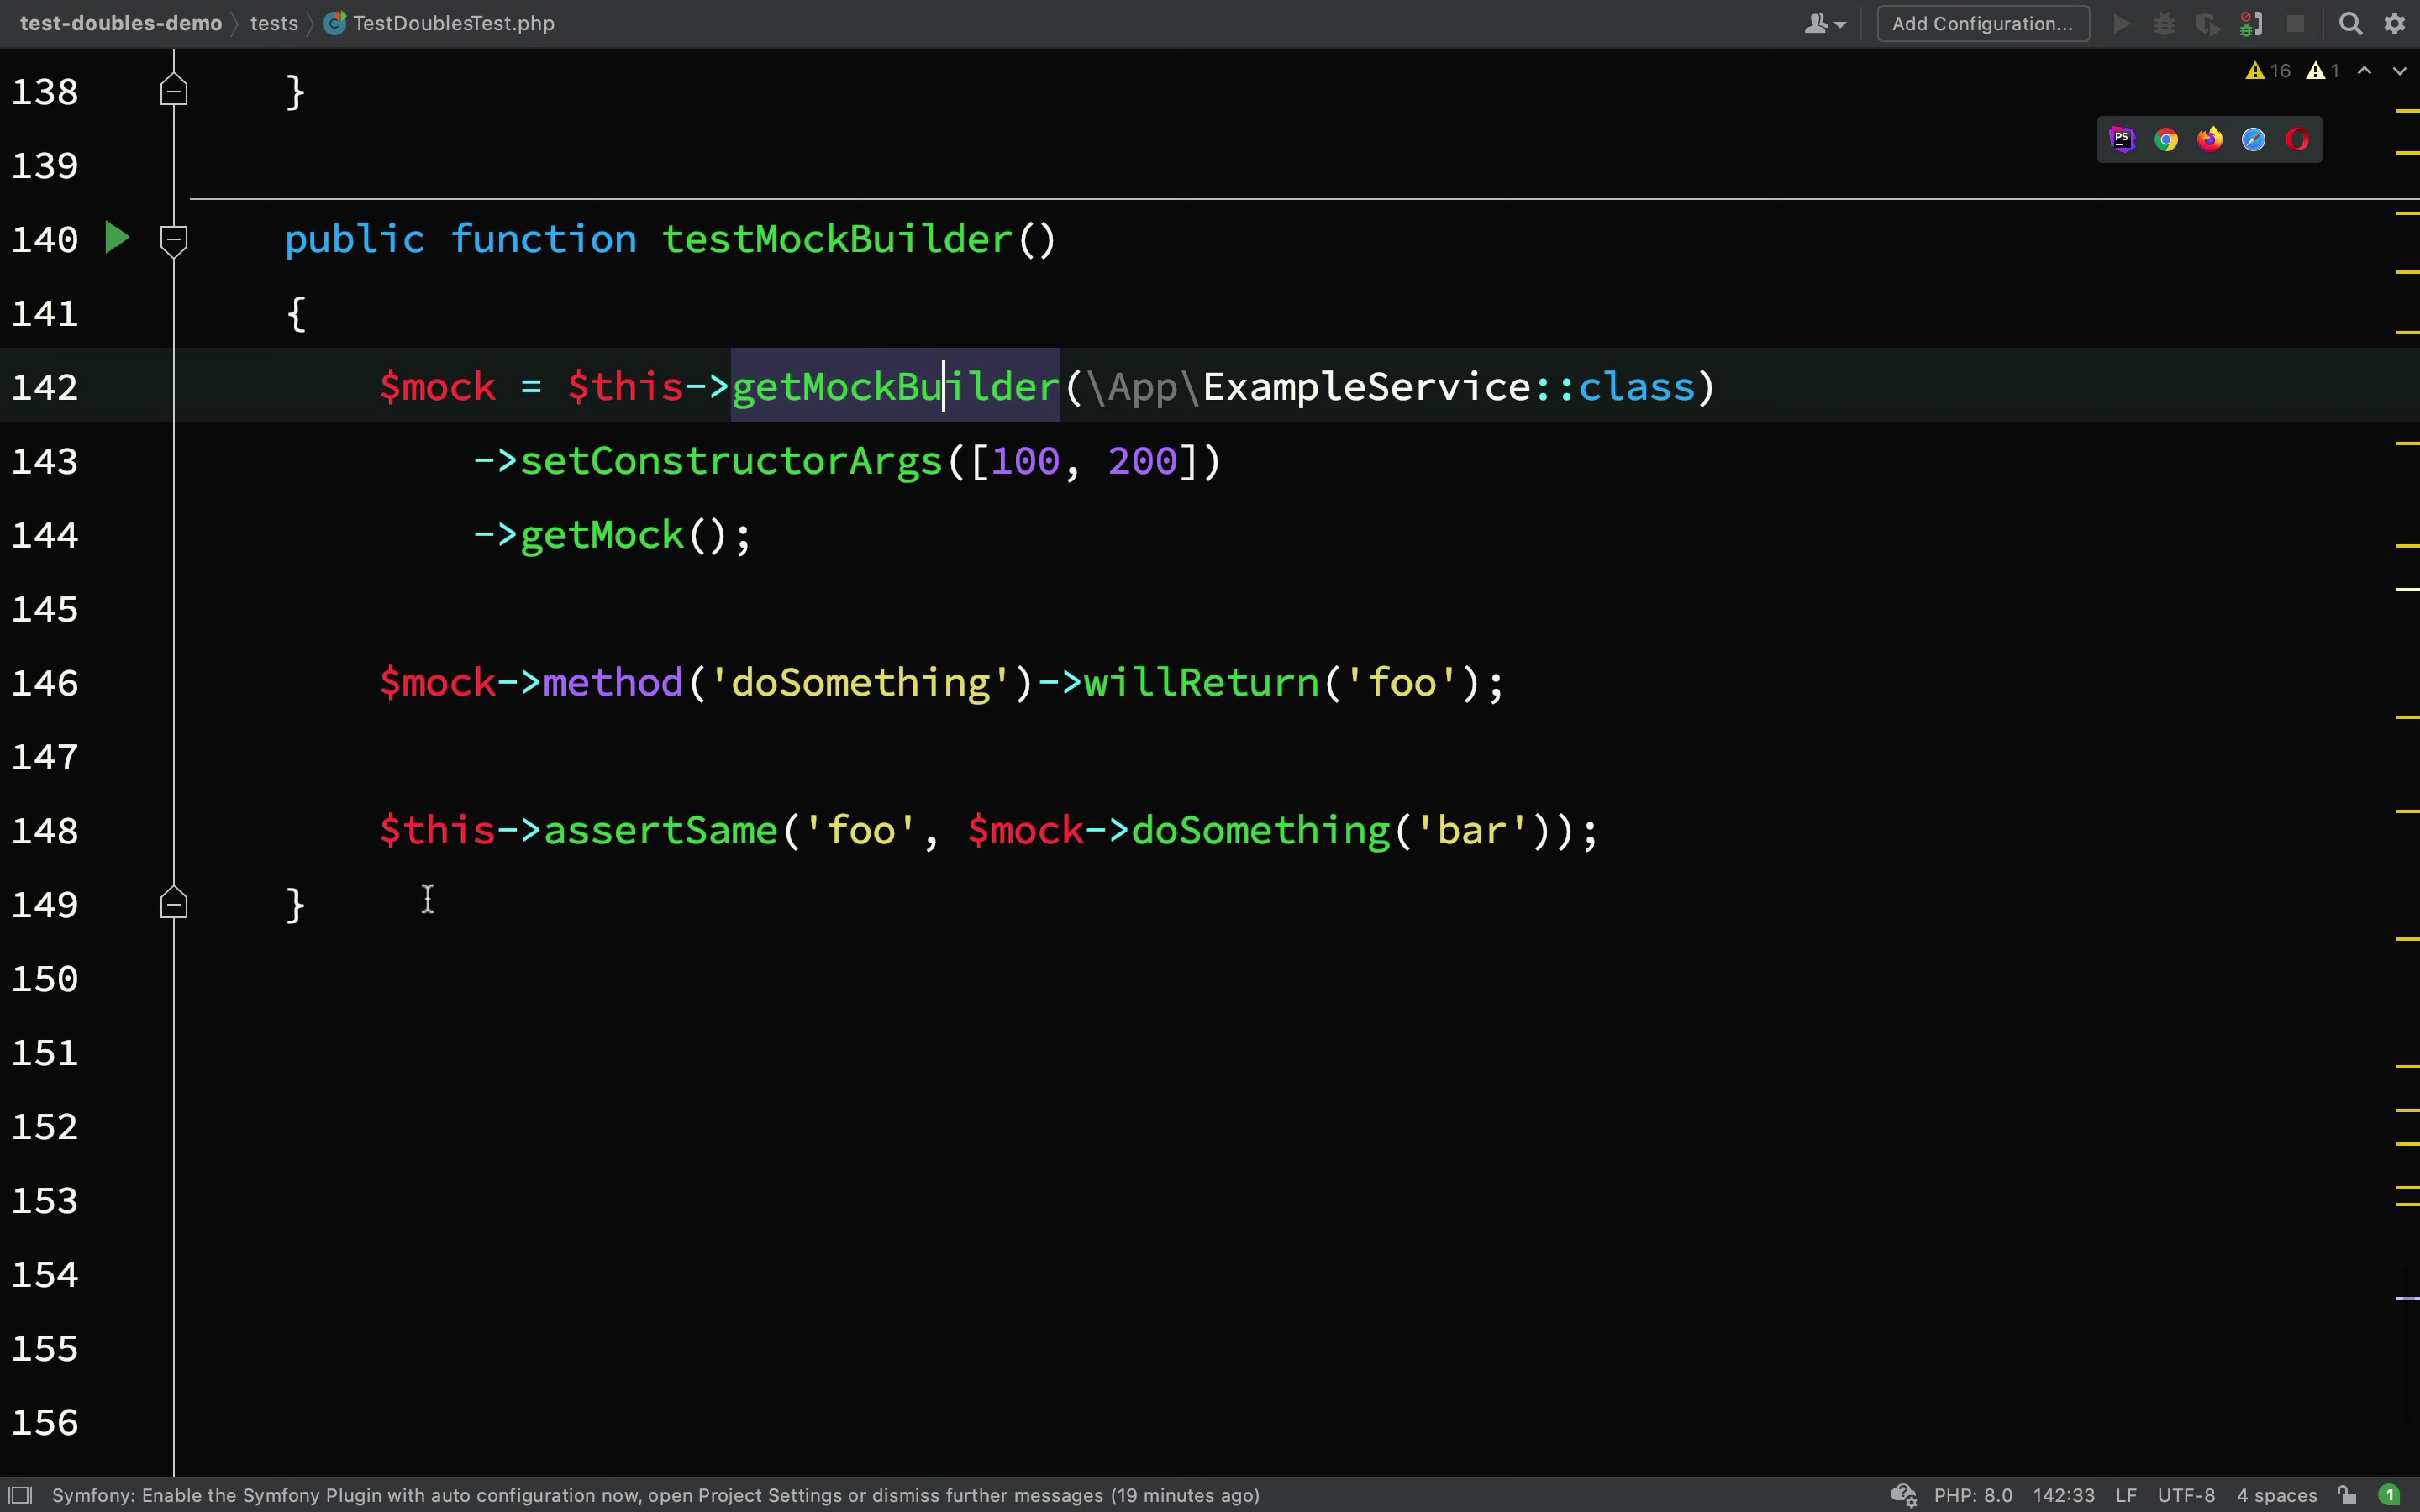 test-doubles-demo tests TestDoublesTest.php Add Configuration...
16 1
138 }
139
PS
140 public function testMockBuilder()
141 {
142 $mock = $this->getMockBuilder(\App\ExampleService::class)
143 ->setConstructorArgs([100, 200])
144 ->getMock();
145
146 $mock->method('doSomething')->willReturn('foo');
147
148 $this->assertSame('foo', $mock->doSomething('bar'));
149 }
150
151
152
153
154
155
156
Symfony: Enable the Symfony Plugin with auto configuration now, open Project Settings or dismiss further messages (19 minutes ago) PHP: 8.0 142:33 LF UTF-8 4 spaces 1